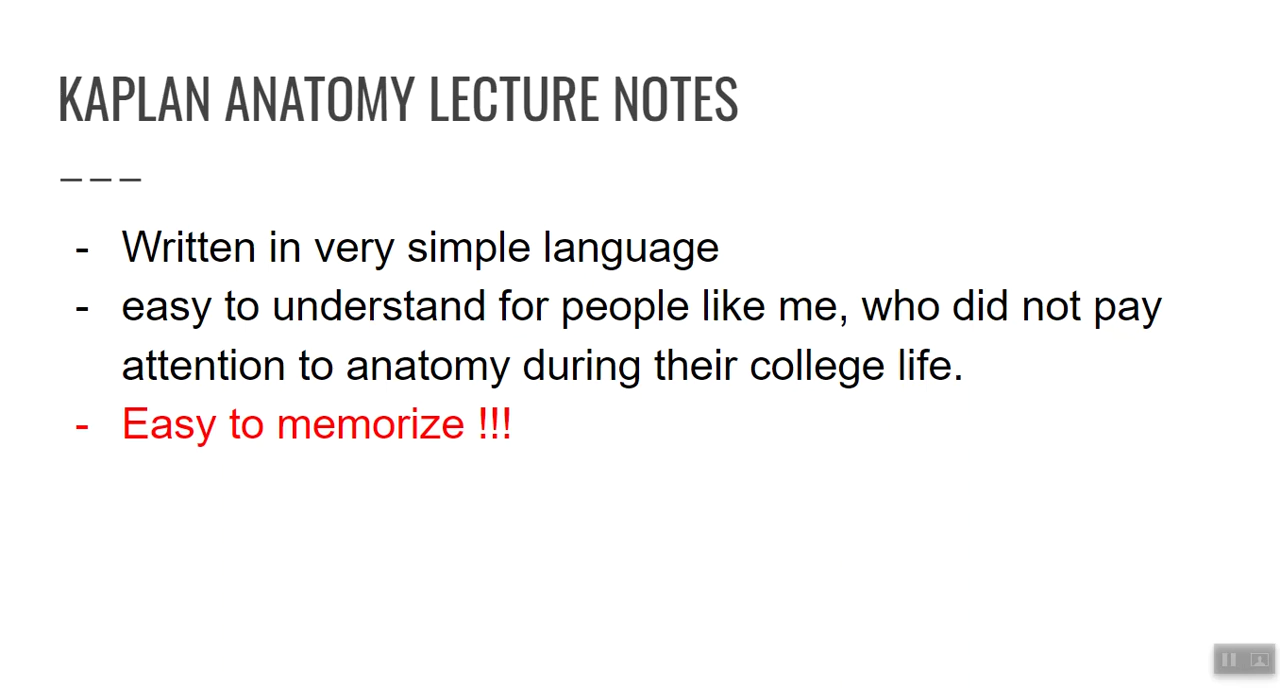 KAPLAN ANATOMY LECTURE NOTES
- Written in very simple language
- easy to understand for people like me, who did not pay
attention to anatomy during their college life.
- Easy to memorize !!!